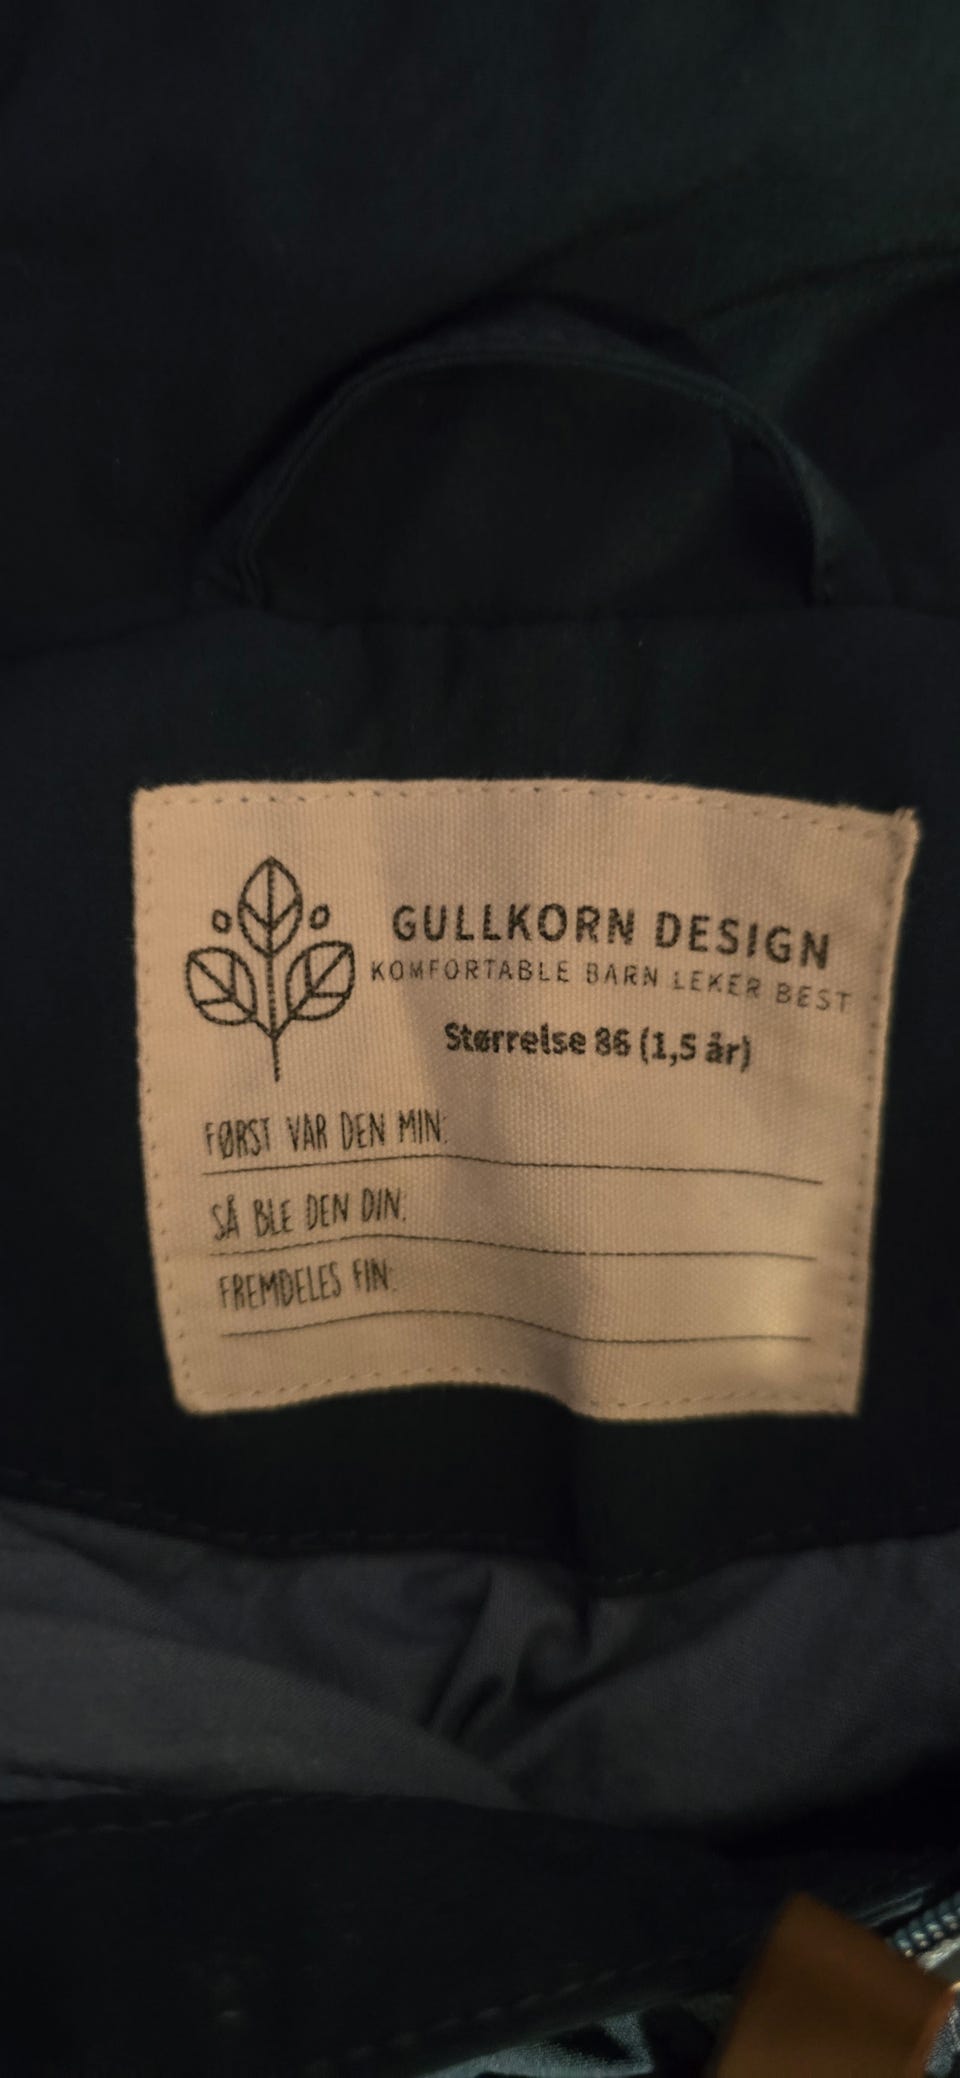 GULLKORN DESIGN
KOMFORTABLE BARN LEKER BEST
Størrelse 86 (1,5 år)
FØRST VAR DEN MIN:
SÅ BLE DEN DIN:
FREMDELES FIN: